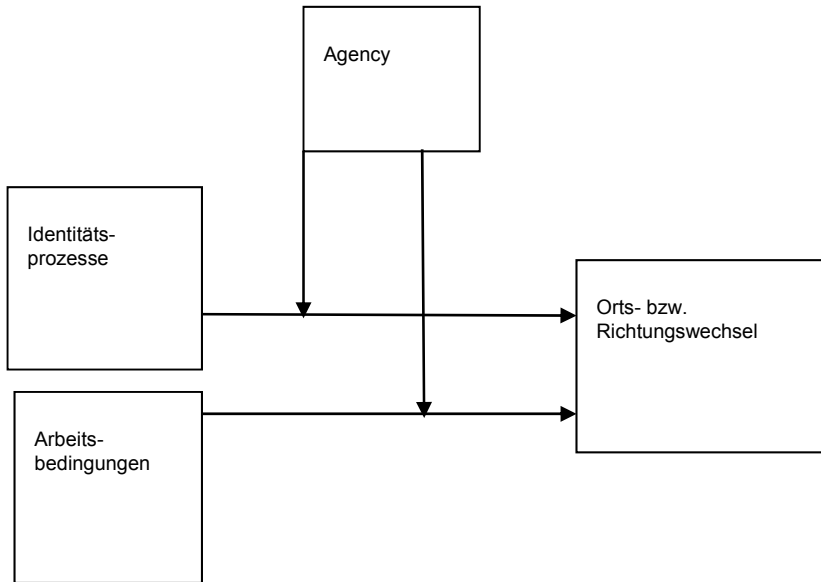 Agency
Identitäts-
prozesse
Orts- bzw.
Richtungswechsel
Arbeits-
bedingungen